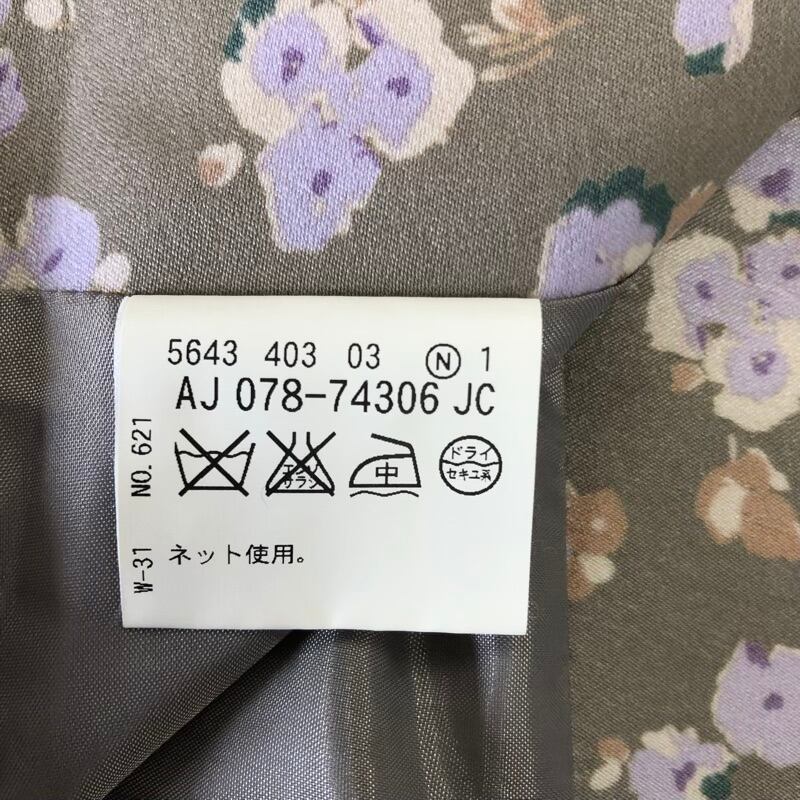 5643 403 03 Ⓝ 1
AJ 078-74306 JC
エンソ
サラシ
中
ドライ
セキユ系
ネット使用。
NO.621
W-31